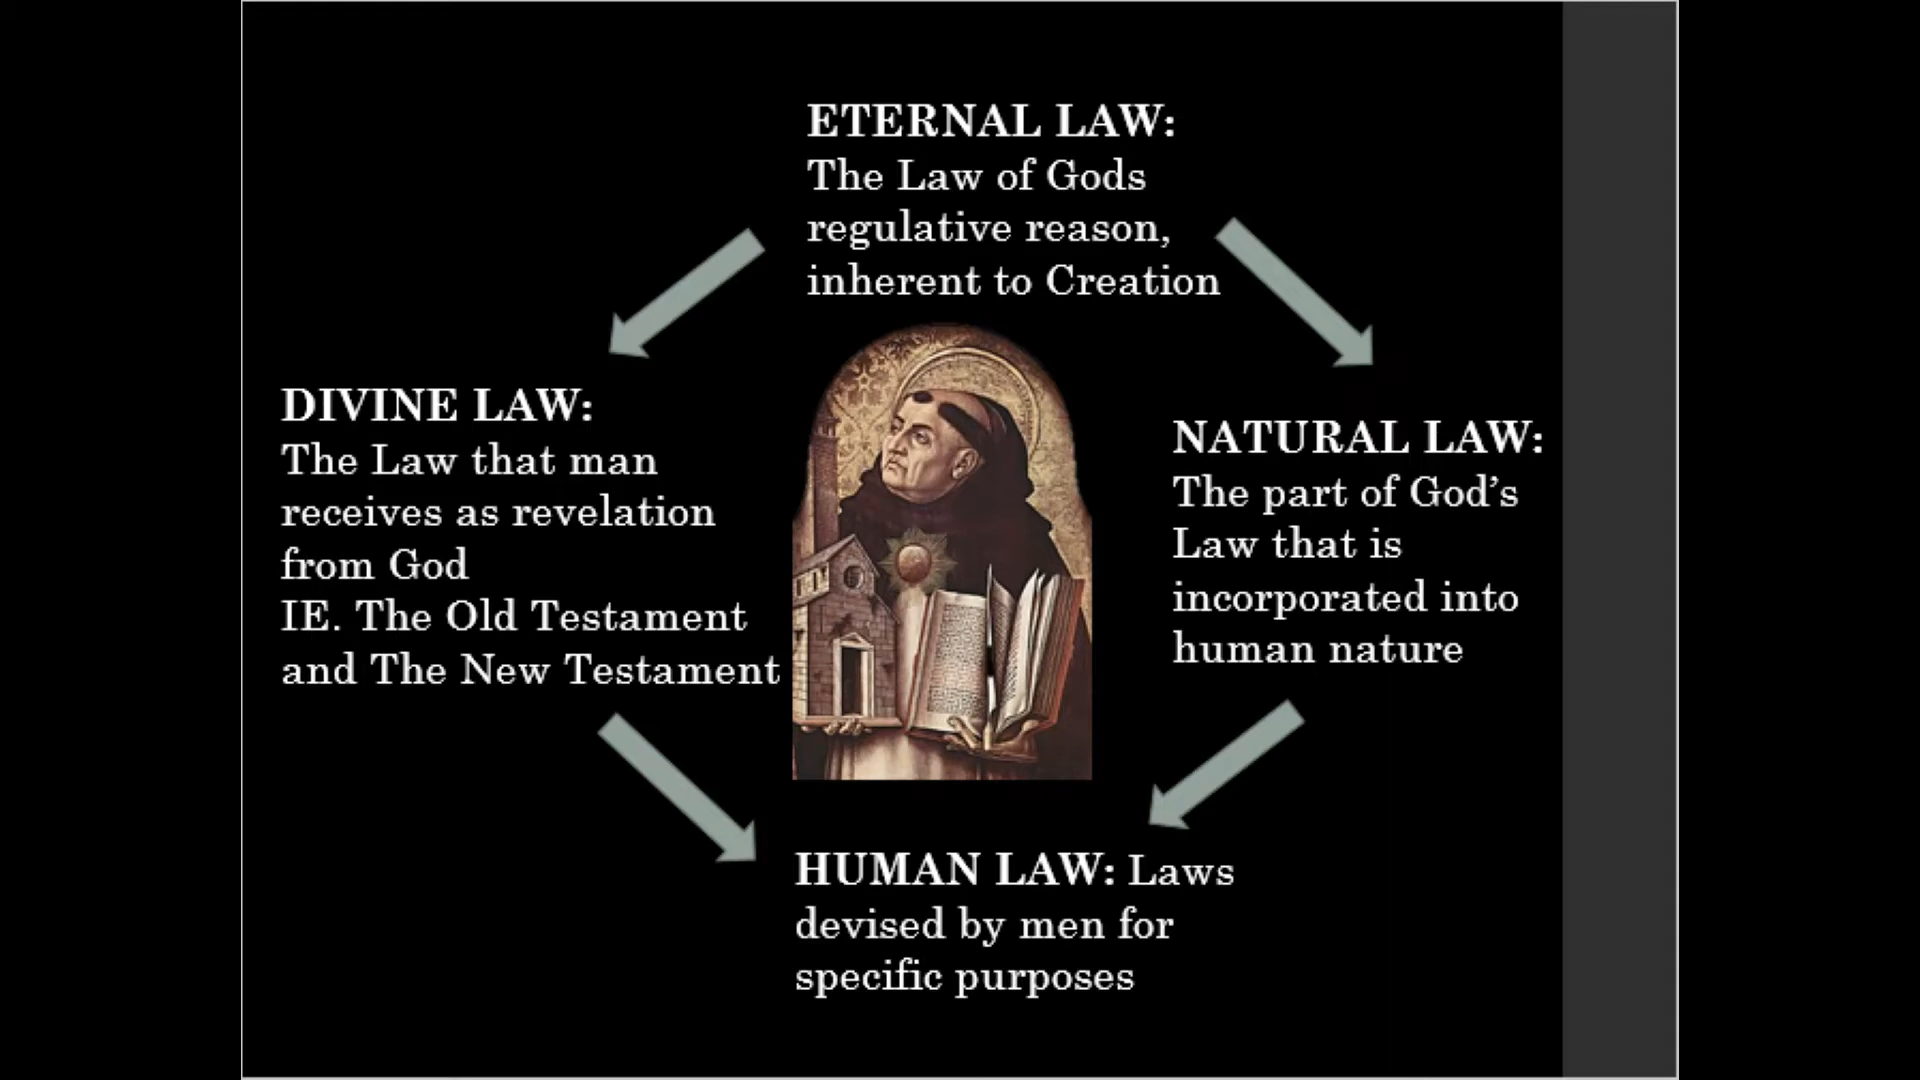 ETERNAL LAW:
The Law of Gods
regulative reason,
inherent to Creation
DIVINE LAW:
The Law that man
receives as revelation
from God
IE. The Old Testament
and The New Testament
NATURAL LAW:
The part of God’s
Law that is
incorporated into
human nature
HUMAN LAW: Laws
devised by men for
specific purposes